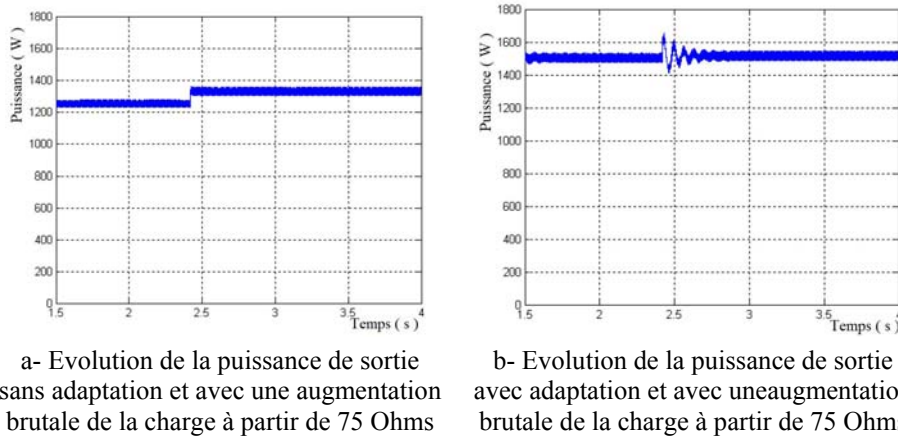 1800
1600
1400
1200
1000
800
600
400
200
0
Puissance ( W )
1.5 2 2.5 3 3.5 4
Temps ( s )
1800
1600
1400
1200
1000
800
600
400
200
0
Puissance ( W )
1.5 2 2.5 3 3.5 4
Temps ( s )
a- Evolution de la puissance de sortie
sans adaptation et avec une augmentation
brutale de la charge à partir de 75 Ohms
b- Evolution de la puissance de sortie
avec adaptation et avec uneaugmentation
brutale de la charge à partir de 75 Ohms